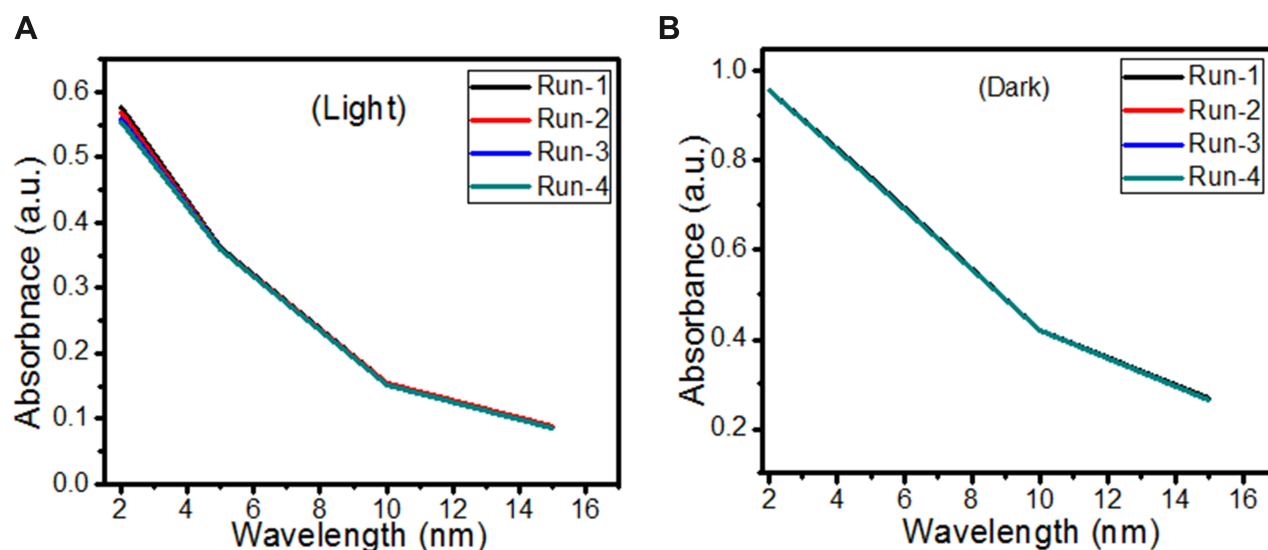 A
Absorbnace (a.u.)
0.6
0.5
0.4
0.3
0.2
0.1
0.0
(Light)
Run-1
Run-2
Run-3
Run-4
2 4 6 8 10 12 14 16
Wavelength (nm)
B
Absorbance (a.u.)
1.0
0.8
0.6
0.4
0.2
(Dark)
Run-1
Run-2
Run-3
Run-4
2 4 6 8 10 12 14 16
Wavelength (nm)